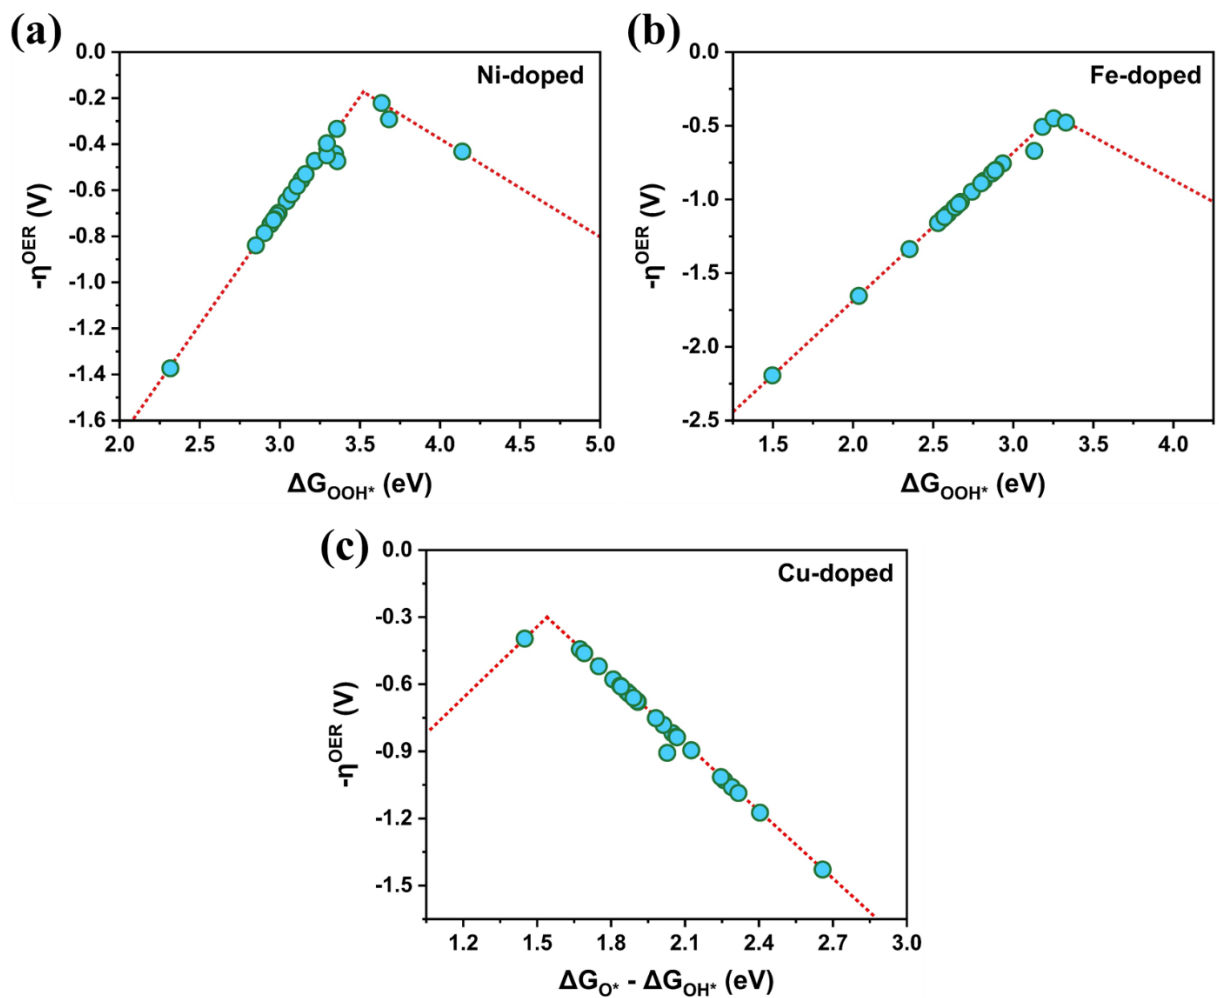 (a)
Ni-doped
0.0
-0.2
-0.4
-0.6
-0.8
-1.0
-1.2
-1.4
-1.6
-η^OER (V)
2.0 2.5 3.0 3.5 4.0 4.5 5.0
ΔG_OOH* (eV)
(b)
Fe-doped
0.0
-0.5
-1.0
-1.5
-2.0
-2.5
-η^OER (V)
1.5 2.0 2.5 3.0 3.5 4.0
ΔG_OOH* (eV)
(c)
Cu-doped
0.0
-0.3
-0.6
-0.9
-1.2
-1.5
-η^OER (V)
1.2 1.5 1.8 2.1 2.4 2.7 3.0
ΔG_O* - ΔG_OH* (eV)